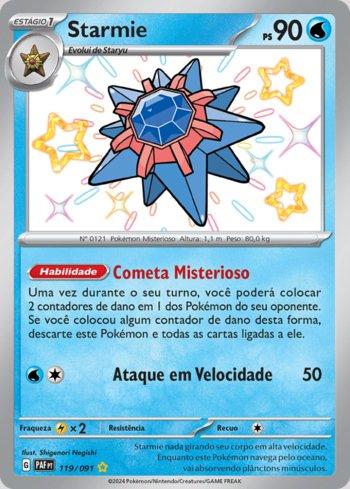 ESTÁGIO 1
Starmie
PS 90
Evolui de Staryu
Nº 0121 Pokémon Misterioso Altura: 1,1 m Peso: 80,0 kg
Habilidade Cometa Misterioso
Uma vez durante o seu turno, você poderá colocar
2 contadores de dano em 1 dos Pokémon do seu oponente.
Se você colocou algum contador de dano desta forma,
descarte este Pokémon e todas as cartas ligadas a ele.
Ataque em Velocidade 50
Fraqueza ×2 Resistência Recuo
Ilust. Shigenori Negishi
G PAF PT 119/091
Starmie nada girando seu corpo em alta velocidade.
Enquanto este Pokémon navega pelo oceano,
vai absorvendo plânctons minúsculos.
©2024 Pokémon/Nintendo/Creatures/GAME FREAK